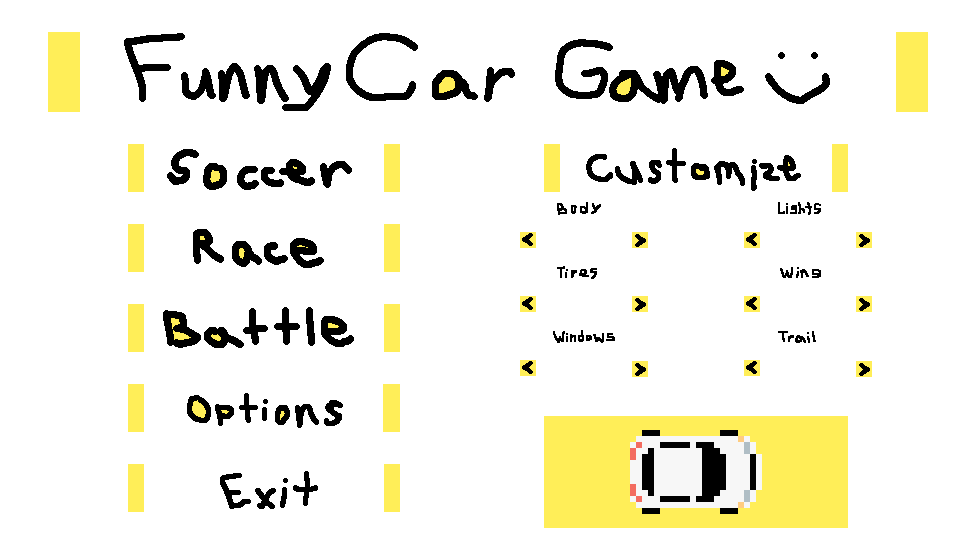 Funny Car Game
Soccer
Race
Battle
Options
Exit
Customize
Body
Lights
< >
< >
Tires
Wing
< >
< >
Windows
Trail
< >
< >